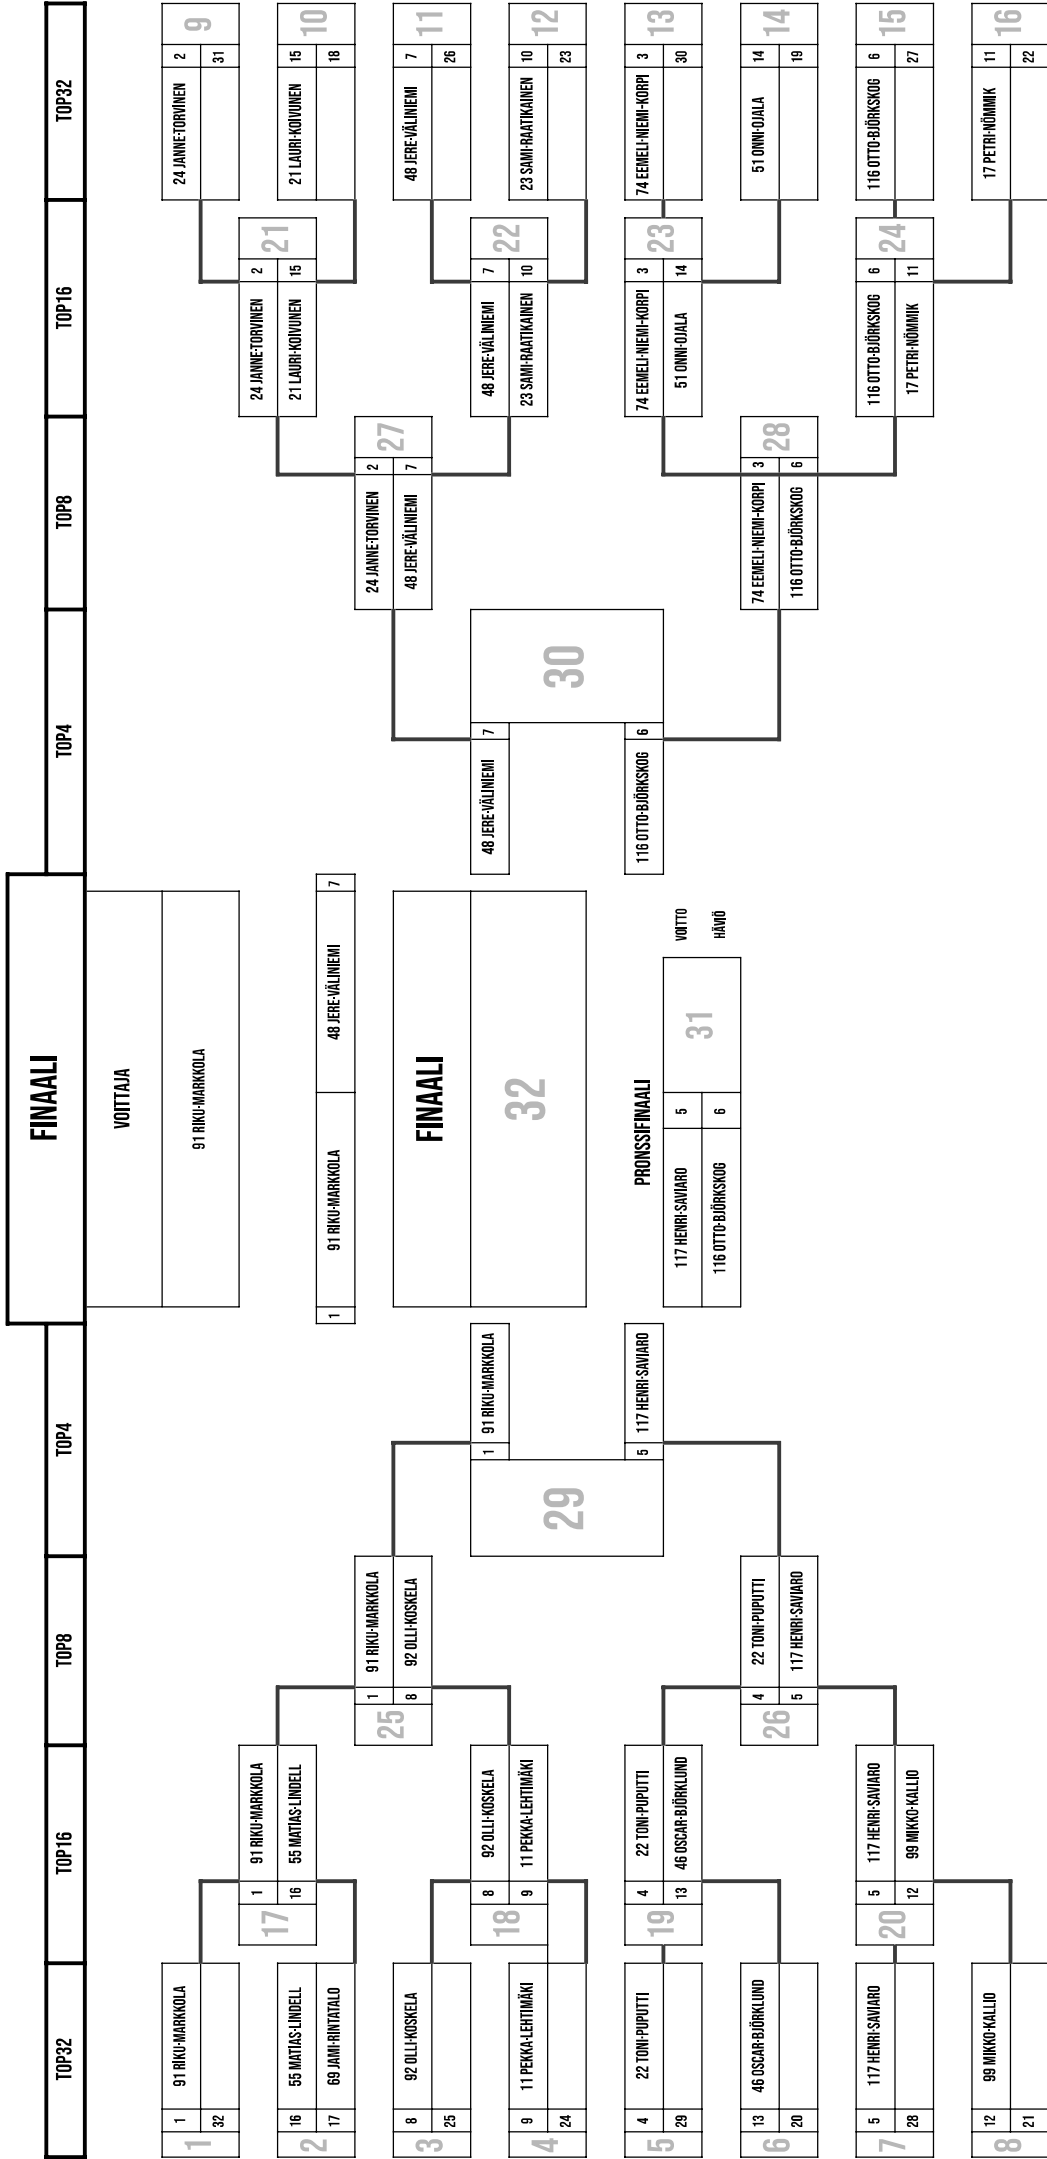 FINAALI
TOP32
TOP16
TOP8
TOP4
TOP4
TOP8
TOP16
TOP32
VOITTAJA
91 RIKU MARKKOLA
1 91 RIKU MARKKOLA 48 JERE VÄLINIEMI 7
FINAALI
32
PRONSSIFINAALI
117 HENRI SAVIARO 5
116 OTTO BJÖRKSKOG 6
31
VOITTO
HÄVIÖ
1
1 91 RIKU MARKKOLA
32
2
16 55 MATIAS LINDELL
17 69 JAMI RINTATALO
3
8 92 OLLI KOSKELA
25
4
9 11 PEKKA LEHTIMÄKI
24
5
4 22 TONI PUPUTTI
29
6
13 46 OSCAR BJÖRKLUND
20
7
5 117 HENRI SAVIARO
28
8
12 99 MIKKO KALLIO
21
17
1 91 RIKU MARKKOLA
16 55 MATIAS LINDELL
18
8 92 OLLI KOSKELA
9 11 PEKKA LEHTIMÄKI
19
4 22 TONI PUPUTTI
13 46 OSCAR BJÖRKLUND
20
5 117 HENRI SAVIARO
12 99 MIKKO KALLIO
25
1 91 RIKU MARKKOLA
8 92 OLLI KOSKELA
26
4 22 TONI PUPUTTI
5 117 HENRI SAVIARO
29
1 91 RIKU MARKKOLA
5 117 HENRI SAVIARO
48 JERE VÄLINIEMI 7
30
116 OTTO BJÖRKSKOG 6
24 JANNE TORVINEN 2
48 JERE VÄLINIEMI 7
27
74 EEMELI NIEMI-KORPI 3
116 OTTO BJÖRKSKOG 6
28
24 JANNE TORVINEN 2
21 LAURI KOIVUNEN 15
21
48 JERE VÄLINIEMI 7
23 SAMI RAATIKAINEN 10
22
74 EEMELI NIEMI-KORPI 3
51 ONNI OJALA 14
23
116 OTTO BJÖRKSKOG 6
17 PETRI NÕMMIK 11
24
24 JANNE TORVINEN 2
31
9
21 LAURI KOIVUNEN 15
18
10
48 JERE VÄLINIEMI 7
26
11
23 SAMI RAATIKAINEN 10
23
12
74 EEMELI NIEMI-KORPI 3
30
13
51 ONNI OJALA 14
19
14
116 OTTO BJÖRKSKOG 6
27
15
17 PETRI NÕMMIK 11
22
16